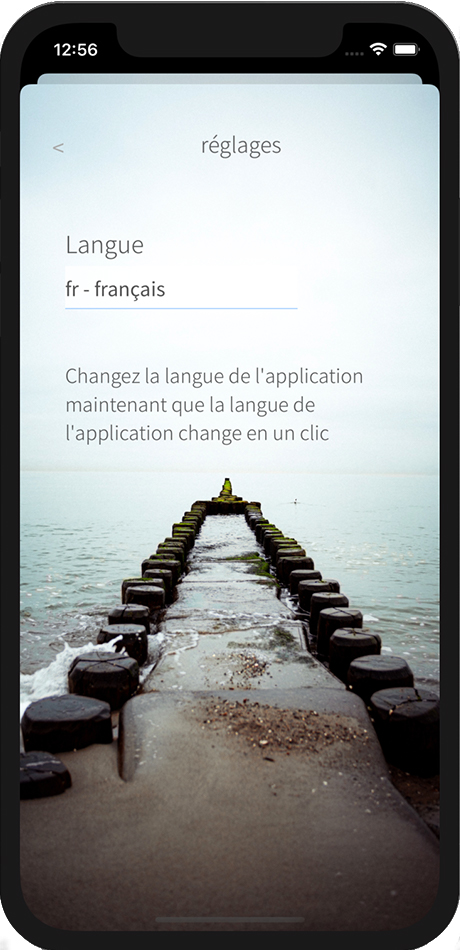 12:56
<
réglages
Langue
fr - français
Changez la langue de l'application
maintenant que la langue de
l'application change en un clic